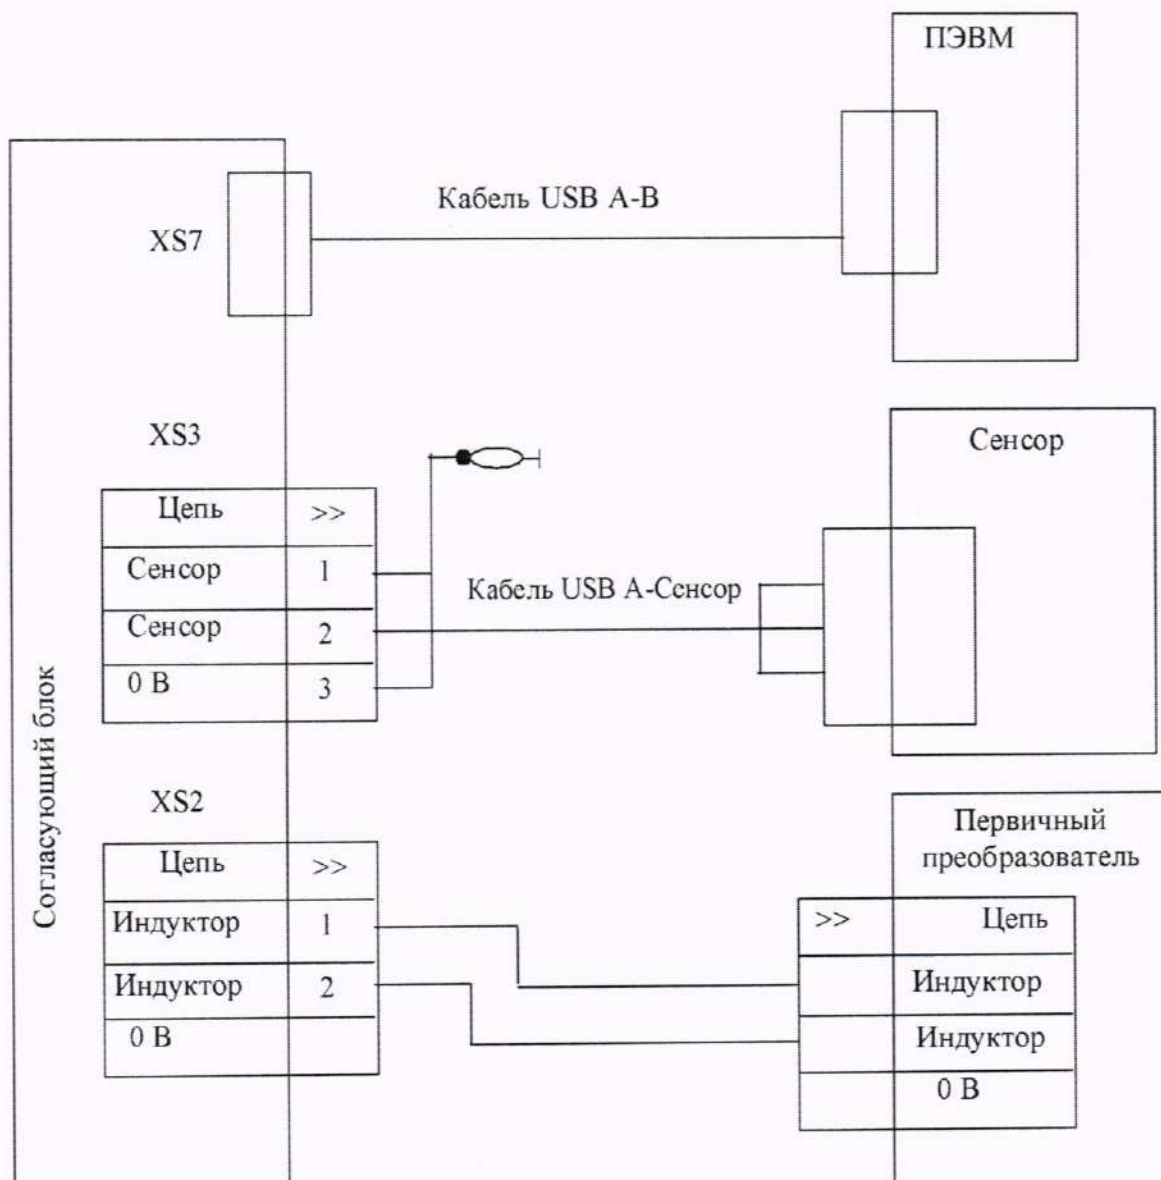 ПЭВМ
Кабель USB A-B
XS7
XS3
Сенсор
Цепь >>
Сенсор 1
Кабель USB A-Сенсор
Сенсор 2
0 В 3
Согласующий блок
XS2
Первичный
преобразователь
Цепь >>
>> Цепь
Индуктор 1
Индуктор
Индуктор 2
Индуктор
0 В
0 В